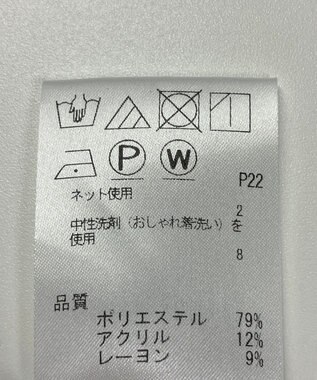 P W
ネット使用 P22
2
中性洗剤（おしゃれ着洗い）を
使用
8
品質
ポリエステル 79%
アクリル 12%
レーヨン 9%